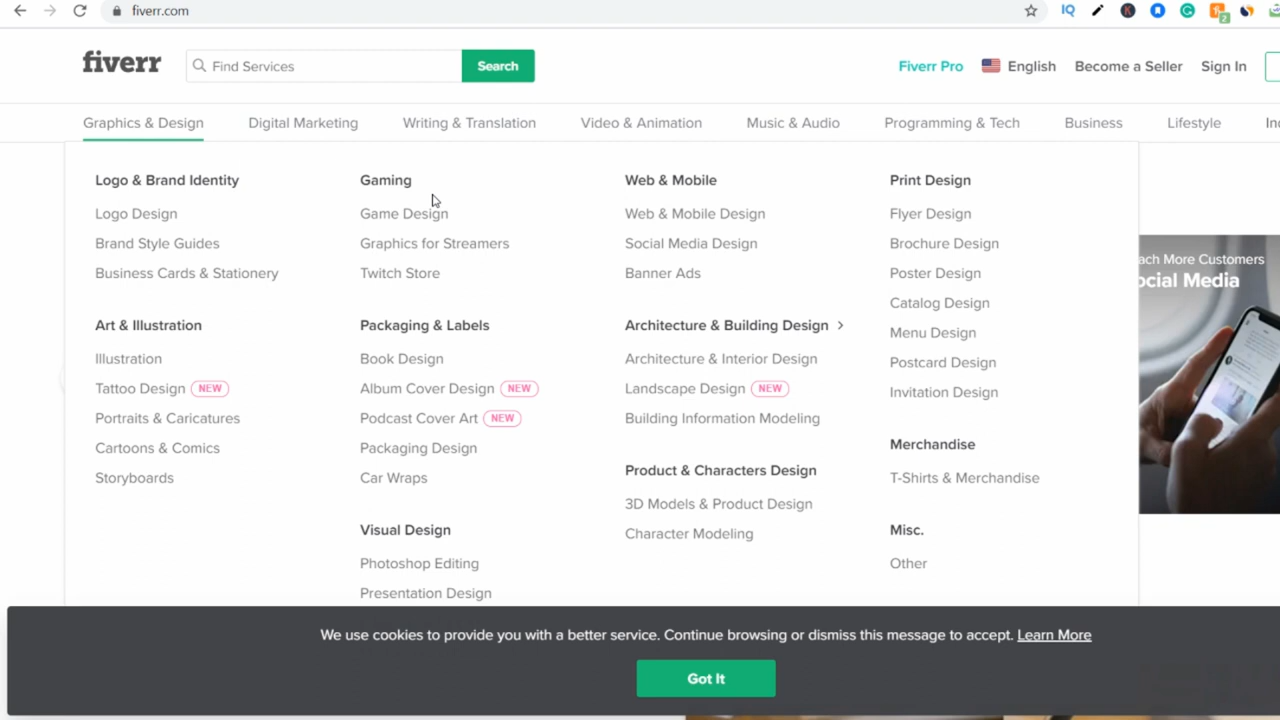 fiverr.com
IQ
K
G
2
fiverr
Find Services
Search
Fiverr Pro
English
Become a Seller
Sign In
Graphics & Design
Digital Marketing
Writing & Translation
Video & Animation
Music & Audio
Programming & Tech
Business
Lifestyle
Logo & Brand Identity
Logo Design
Brand Style Guides
Business Cards & Stationery
Art & Illustration
Illustration
Tattoo Design NEW
Portraits & Caricatures
Cartoons & Comics
Storyboards
Gaming
Game Design
Graphics for Streamers
Twitch Store
Packaging & Labels
Book Design
Album Cover Design NEW
Podcast Cover Art NEW
Packaging Design
Car Wraps
Visual Design
Photoshop Editing
Presentation Design
Web & Mobile
Web & Mobile Design
Social Media Design
Banner Ads
Architecture & Building Design >
Architecture & Interior Design
Landscape Design NEW
Building Information Modeling
Product & Characters Design
3D Models & Product Design
Character Modeling
Print Design
Flyer Design
Brochure Design
Poster Design
Catalog Design
Menu Design
Postcard Design
Invitation Design
Merchandise
T-Shirts & Merchandise
Misc.
Other
ach More Customers
ocial Media
We use cookies to provide you with a better service. Continue browsing or dismiss this message to accept. Learn More
Got It